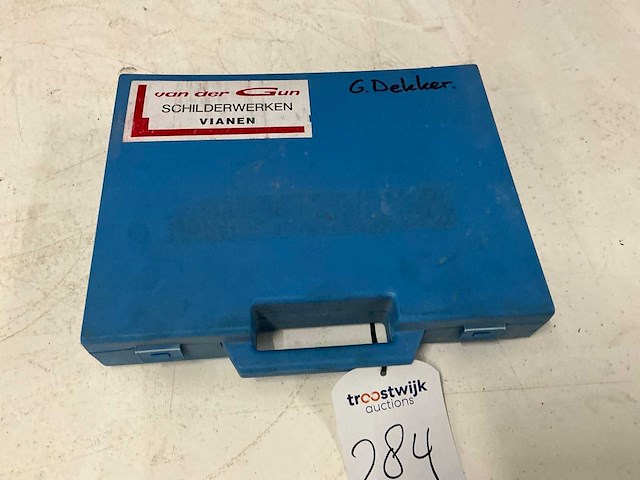 van der Gun
SCHILDERWERKEN
VIANEN
G. Dekker.
troostwijk
auctions
284